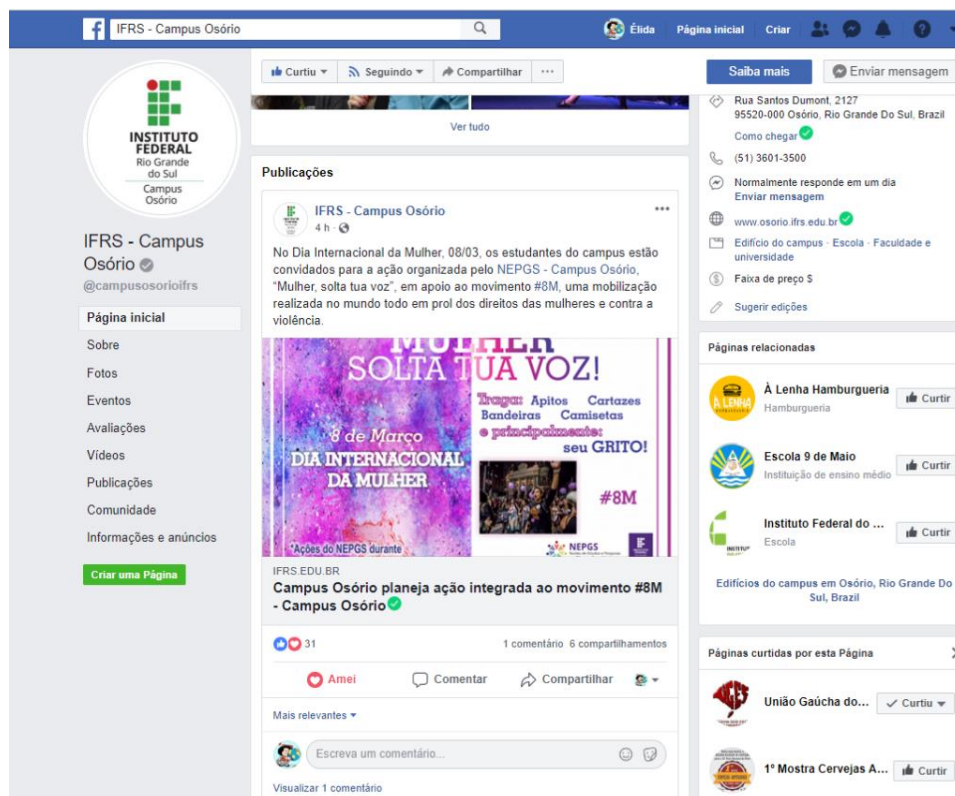 IFRS - Campus Osório
Élida
Página inicial
Criar
INSTITUTO
FEDERAL
Rio Grande
do Sul
Campus
Osório
IFRS - Campus
Osório
@campusosorioifrs
Página inicial
Sobre
Fotos
Eventos
Avaliações
Vídeos
Publicações
Comunidade
Informações e anúncios
Criar uma Página
Curtiu
Seguindo
Compartilhar
Ver tudo
Publicações
IFRS - Campus Osório
4 h ·
No Dia Internacional da Mulher, 08/03, os estudantes do campus estão
convidados para a ação organizada pelo NEPGS - Campus Osório,
“Mulher, solta tua voz”, em apoio ao movimento #8M, uma mobilização
realizada no mundo todo em prol dos direitos das mulheres e contra a
violência.
MULHER
SOLTA TUA VOZ!
8 de Março
DIA INTERNACIONAL
DA MULHER
*Ações do NEPGS durante
Traga: Apitos Cartazes
Bandeiras Camisetas
e principalmente:
seu GRITO!
#8M
NEPGS
IFRS.EDU.BR
Campus Osório planeja ação integrada ao movimento #8M
- Campus Osório
31
1 comentário 6 compartilhamentos
Amei
Comentar
Compartilhar
Mais relevantes
Escreva um comentário...
Visualizar 1 comentário
Saiba mais
Enviar mensagem
Rua Santos Dumont, 2127
95520-000 Osório, Rio Grande Do Sul, Brazil
Como chegar
(51) 3601-3500
Normalmente responde em um dia
Enviar mensagem
www.osorio.ifrs.edu.br
Edifício do campus · Escola · Faculdade e
universidade
Faixa de preço $
Sugerir edições
Páginas relacionadas
À LENHA
À Lenha Hamburgueria
Hamburgueria
Curtir
Escola 9 de Maio
Instituição de ensino médio
Curtir
Instituto Federal do ...
Escola
Curtir
Edifícios do campus em Osório, Rio Grande Do
Sul, Brazil
Páginas curtidas por esta Página
União Gaúcha do...
Curtiu
1º Mostra Cervejas A...
Curtir